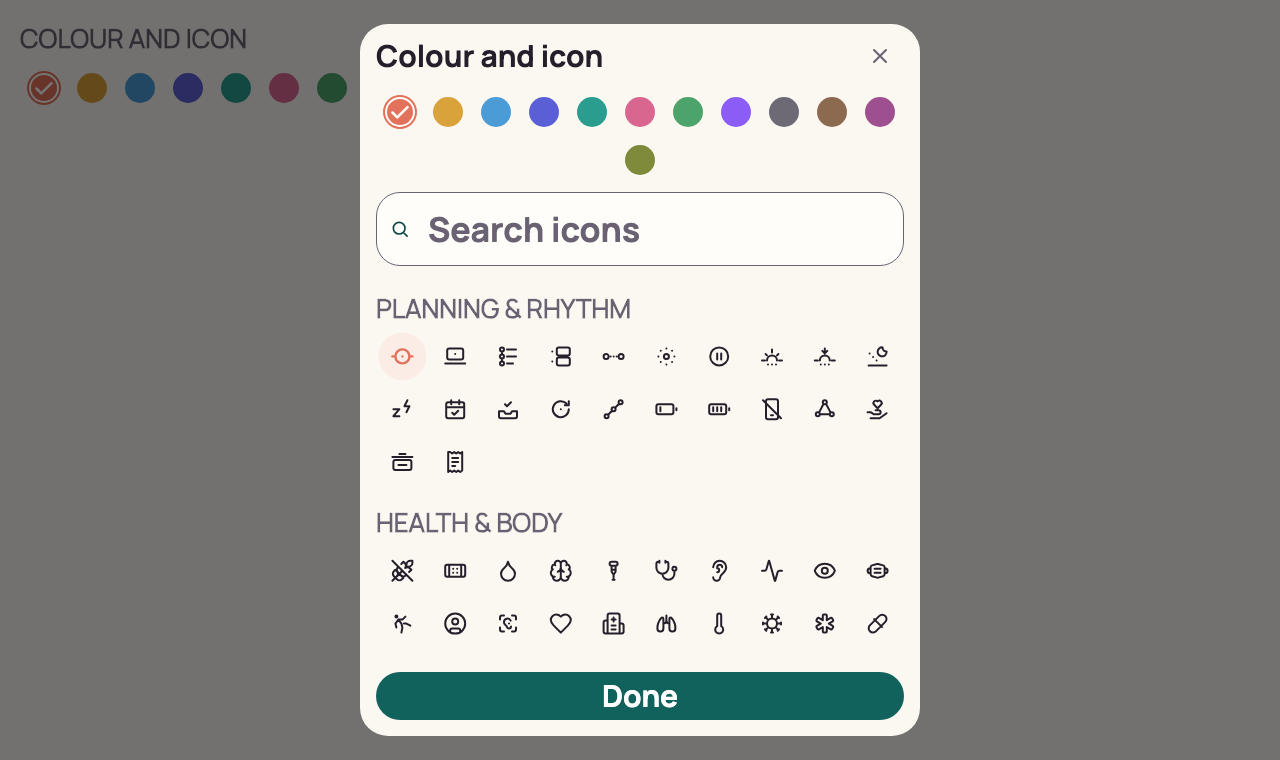 COLOUR AND ICON
Colour and icon
Search icons
PLANNING & RHYTHM
HEALTH & BODY
Done